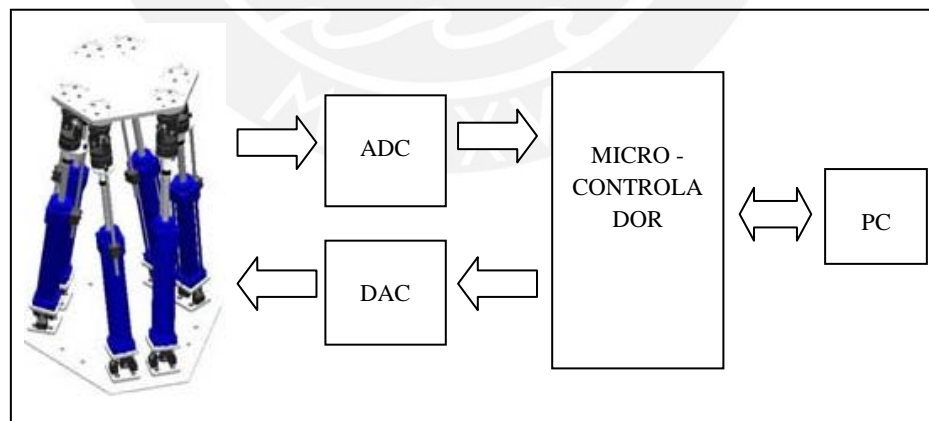 ADC
MICRO -
CONTROLA
DOR
PC
DAC